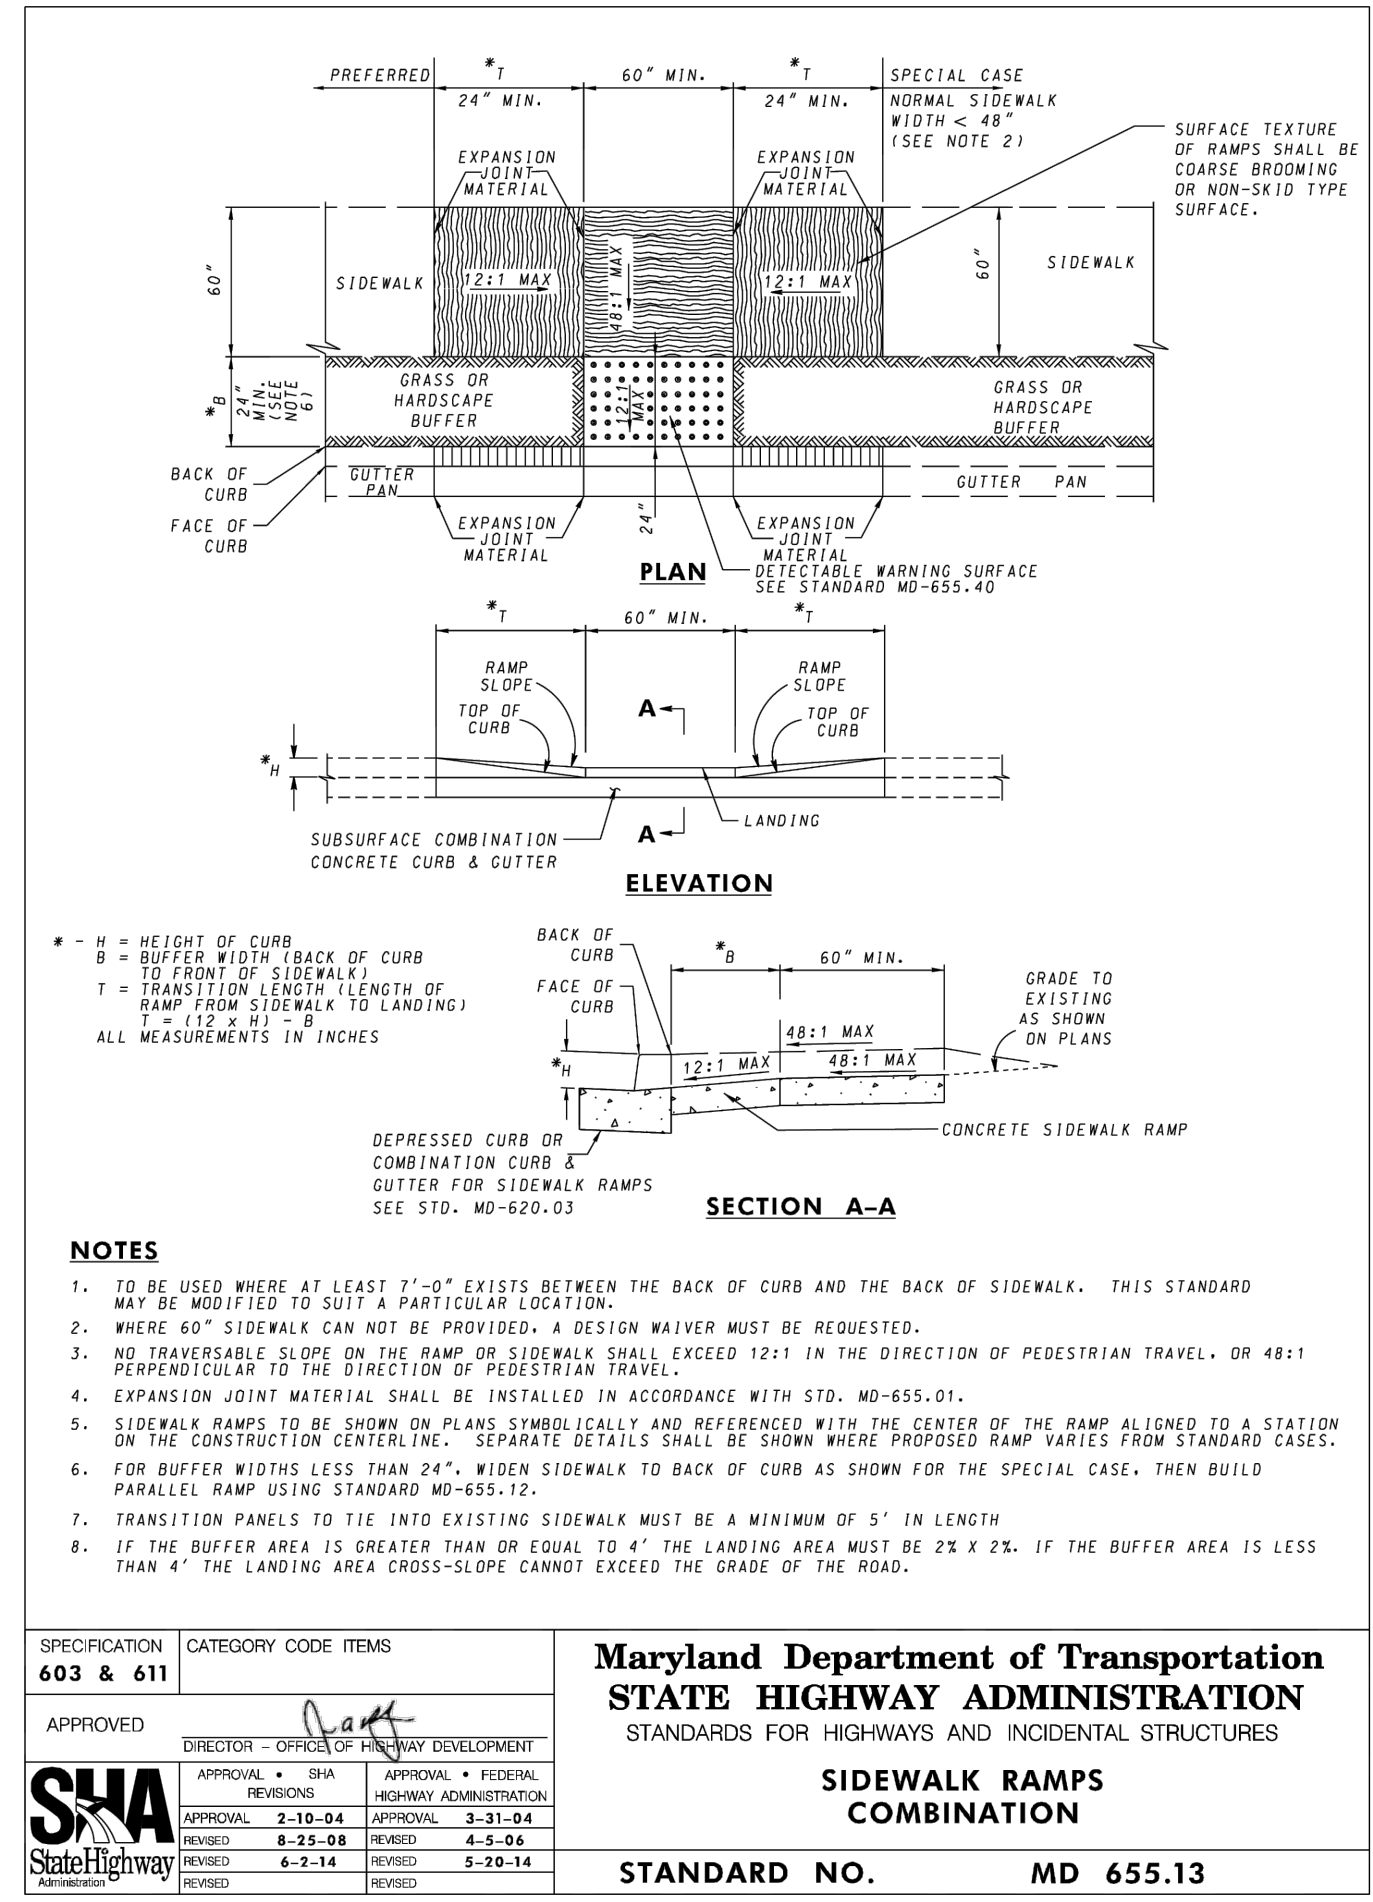 PREFERRED
*T
60" MIN.
*T
SPECIAL CASE
24" MIN.
24" MIN.
NORMAL SIDEWALK
WIDTH < 48"
(SEE NOTE 2)
SURFACE TEXTURE
OF RAMPS SHALL BE
COARSE BROOMING
OR NON-SKID TYPE
SURFACE.
EXPANSION
JOINT
MATERIAL
EXPANSION
JOINT
MATERIAL
60"
SIDEWALK
12:1 MAX
48:1 MAX
12:1 MAX
60"
SIDEWALK
*B
24"
MIN.
(SEE
NOTE
6)
GRASS OR
HARDSCAPE
BUFFER
12:1
MAX
GRASS OR
HARDSCAPE
BUFFER
BACK OF
CURB
GUTTER
PAN
GUTTER PAN
FACE OF
CURB
EXPANSION
JOINT
MATERIAL
24"
EXPANSION
JOINT
MATERIAL
PLAN
DETECTABLE WARNING SURFACE
SEE STANDARD MD-655.40
*T
60" MIN.
*T
RAMP
SLOPE
RAMP
SLOPE
TOP OF
CURB
A
TOP OF
CURB
*H
LANDING
A
SUBSURFACE COMBINATION
CONCRETE CURB & GUTTER
ELEVATION
* - H = HEIGHT OF CURB
B = BUFFER WIDTH (BACK OF CURB
TO FRONT OF SIDEWALK)
T = TRANSITION LENGTH (LENGTH OF
RAMP FROM SIDEWALK TO LANDING)
T = (12 x H) - B
ALL MEASUREMENTS IN INCHES
BACK OF
CURB
*B
60" MIN.
FACE OF
CURB
GRADE TO
EXISTING
AS SHOWN
ON PLANS
48:1 MAX
*H
12:1 MAX
48:1 MAX
CONCRETE SIDEWALK RAMP
DEPRESSED CURB OR
COMBINATION CURB &
GUTTER FOR SIDEWALK RAMPS
SEE STD. MD-620.03
SECTION A-A
NOTES
1. TO BE USED WHERE AT LEAST 7'-0" EXISTS BETWEEN THE BACK OF CURB AND THE BACK OF SIDEWALK. THIS STANDARD
MAY BE MODIFIED TO SUIT A PARTICULAR LOCATION.
2. WHERE 60" SIDEWALK CAN NOT BE PROVIDED, A DESIGN WAIVER MUST BE REQUESTED.
3. NO TRAVERSABLE SLOPE ON THE RAMP OR SIDEWALK SHALL EXCEED 12:1 IN THE DIRECTION OF PEDESTRIAN TRAVEL, OR 48:1
PERPENDICULAR TO THE DIRECTION OF PEDESTRIAN TRAVEL.
4. EXPANSION JOINT MATERIAL SHALL BE INSTALLED IN ACCORDANCE WITH STD. MD-655.01.
5. SIDEWALK RAMPS TO BE SHOWN ON PLANS SYMBOLICALLY AND REFERENCED WITH THE CENTER OF THE RAMP ALIGNED TO A STATION
ON THE CONSTRUCTION CENTERLINE. SEPARATE DETAILS SHALL BE SHOWN WHERE PROPOSED RAMP VARIES FROM STANDARD CASES.
6. FOR BUFFER WIDTHS LESS THAN 24", WIDEN SIDEWALK TO BACK OF CURB AS SHOWN FOR THE SPECIAL CASE, THEN BUILD
PARALLEL RAMP USING STANDARD MD-655.12.
7. TRANSITION PANELS TO TIE INTO EXISTING SIDEWALK MUST BE A MINIMUM OF 5' IN LENGTH
8. IF THE BUFFER AREA IS GREATER THAN OR EQUAL TO 4' THE LANDING AREA MUST BE 2% X 2%. IF THE BUFFER AREA IS LESS
THAN 4' THE LANDING AREA CROSS-SLOPE CANNOT EXCEED THE GRADE OF THE ROAD.
SPECIFICATION
603 & 611
CATEGORY CODE ITEMS
APPROVED
DIRECTOR - OFFICE OF HIGHWAY DEVELOPMENT
SHA
StateHighway
Administration
APPROVAL • SHA
REVISIONS
APPROVAL • FEDERAL
HIGHWAY ADMINISTRATION
APPROVAL 2-10-04 APPROVAL 3-31-04
REVISED 8-25-08 REVISED 4-5-06
REVISED 6-2-14 REVISED 5-20-14
REVISED REVISED
Maryland Department of Transportation
STATE HIGHWAY ADMINISTRATION
STANDARDS FOR HIGHWAYS AND INCIDENTAL STRUCTURES
SIDEWALK RAMPS
COMBINATION
STANDARD NO. MD 655.13